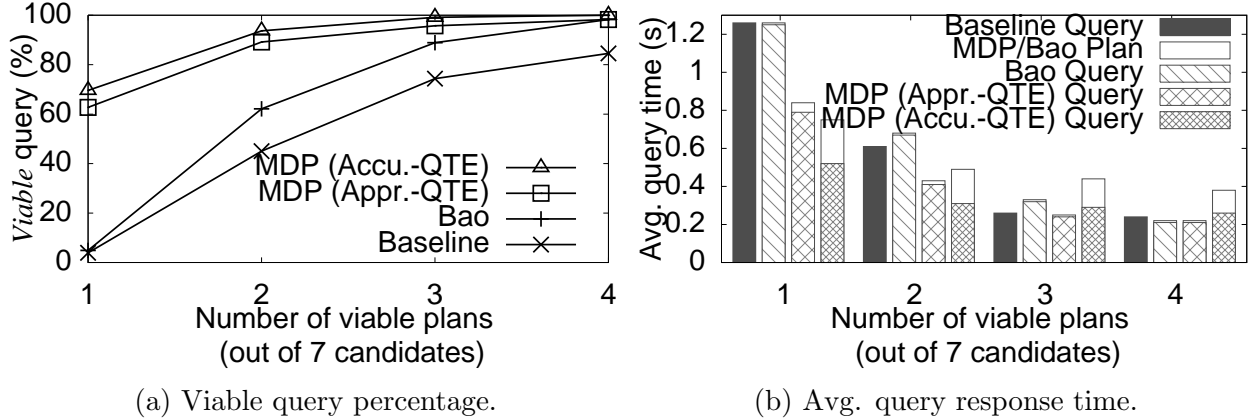 Viable query (%)
100
80
60
40
20
0
MDP (Accu.-QTE)
MDP (Appr.-QTE)
Bao
Baseline
1 2 3 4
Number of viable plans
(out of 7 candidates)
(a) Viable query percentage.
Avg. query time (s)
1.2
1
0.8
0.6
0.4
0.2
0
Baseline Query
MDP/Bao Plan
Bao Query
MDP (Appr.-QTE) Query
MDP (Accu.-QTE) Query
1 2 3 4
Number of viable plans
(out of 7 candidates)
(b) Avg. query response time.